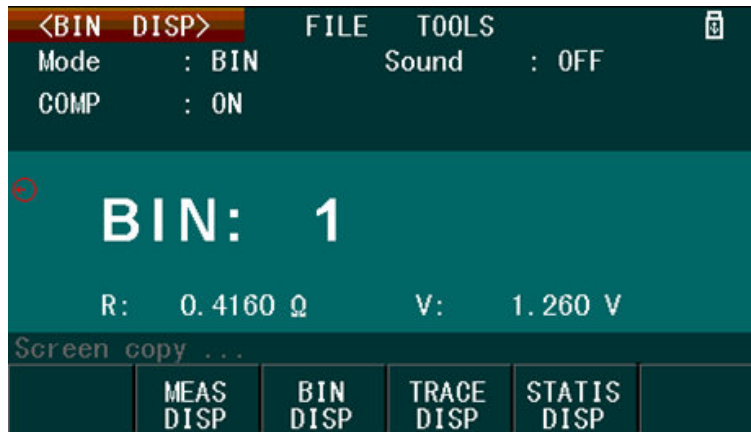 <BIN DISP> FILE TOOLS
Mode : BIN Sound : OFF
COMP : ON
BIN: 1
R: 0.4160 Ω V: 1.260 V
Screen copy ...
MEAS DISP BIN DISP TRACE DISP STATIS DISP